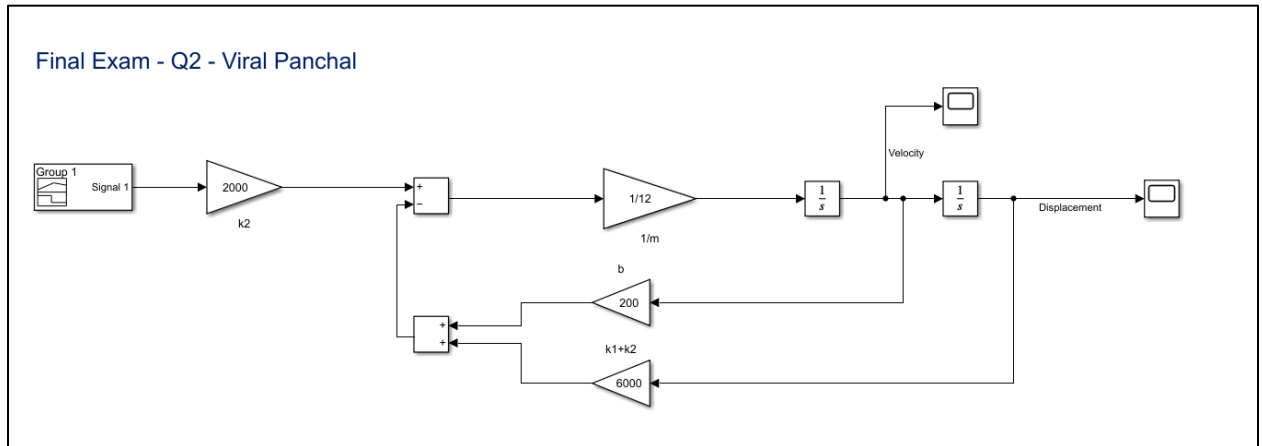 Final Exam - Q2 - Viral Panchal
Group 1
Signal 1
2000
k2
+
−
1/12
1/m
1
s
Velocity
1
s
Displacement
b
200
+
+
k1+k2
6000